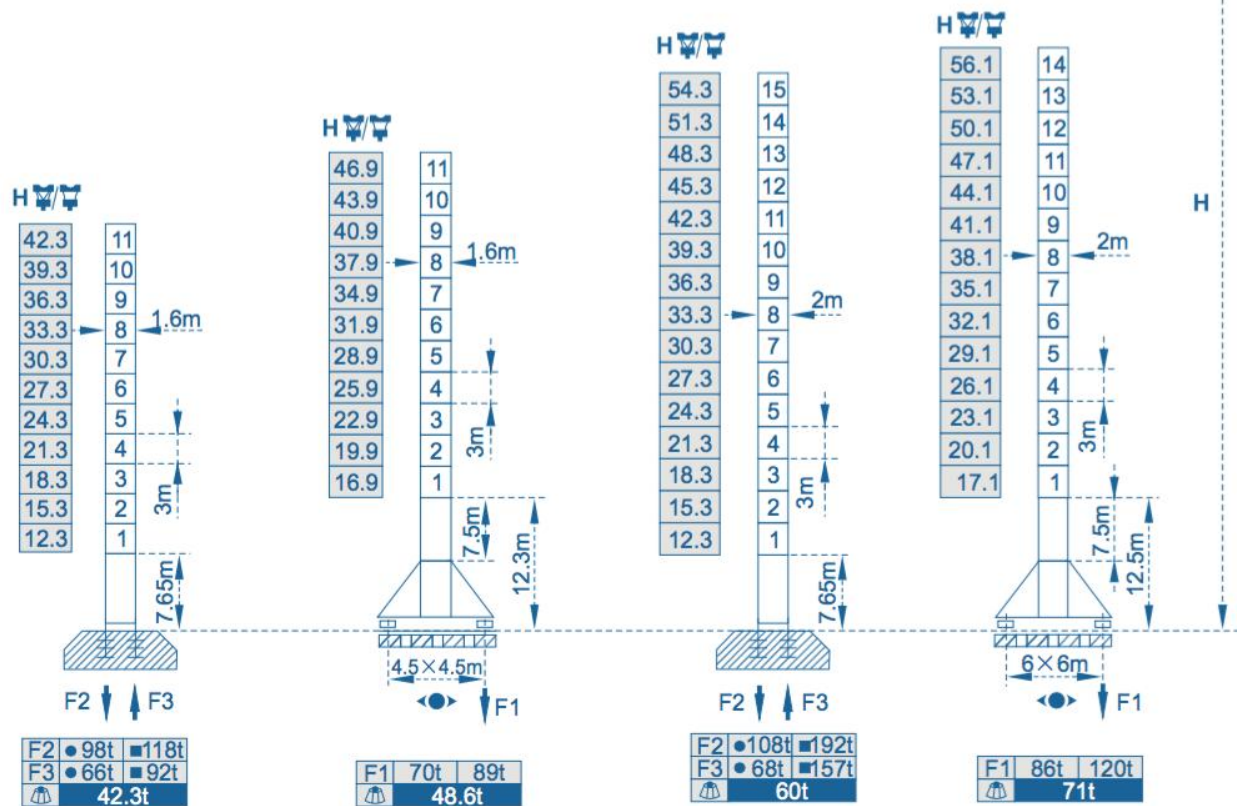 H /
42.3 11
39.3 10
36.3 9
33.3 8 1.6m
30.3 7
27.3 6
24.3 5
21.3 4
18.3 3 3m
15.3 2
12.3 1
7.65m
F2 F3
F2 ●98t ■118t
F3 ●66t ■92t
42.3t
H /
46.9 11
43.9 10
40.9 9
37.9 8 1.6m
34.9 7
31.9 6
28.9 5
25.9 4
22.9 3 3m
19.9 2
16.9 1
7.5m 12.3m
4.5×4.5m
F1
F1 70t 89t
48.6t
H /
54.3 15
51.3 14
48.3 13
45.3 12
42.3 11
39.3 10
36.3 9
33.3 8 2m
30.3 7
27.3 6
24.3 5
21.3 4
18.3 3 3m
15.3 2
12.3 1
7.65m
F2 F3
F2 ●108t ■192t
F3 ●68t ■157t
60t
H /
56.1 14
53.1 13
50.1 12
47.1 11
44.1 10
41.1 9
38.1 8 2m
35.1 7
32.1 6
29.1 5
26.1 4
23.1 3 3m
20.1 2
17.1 1
7.5m 12.5m
6×6m
F1
F1 86t 120t
71t
H